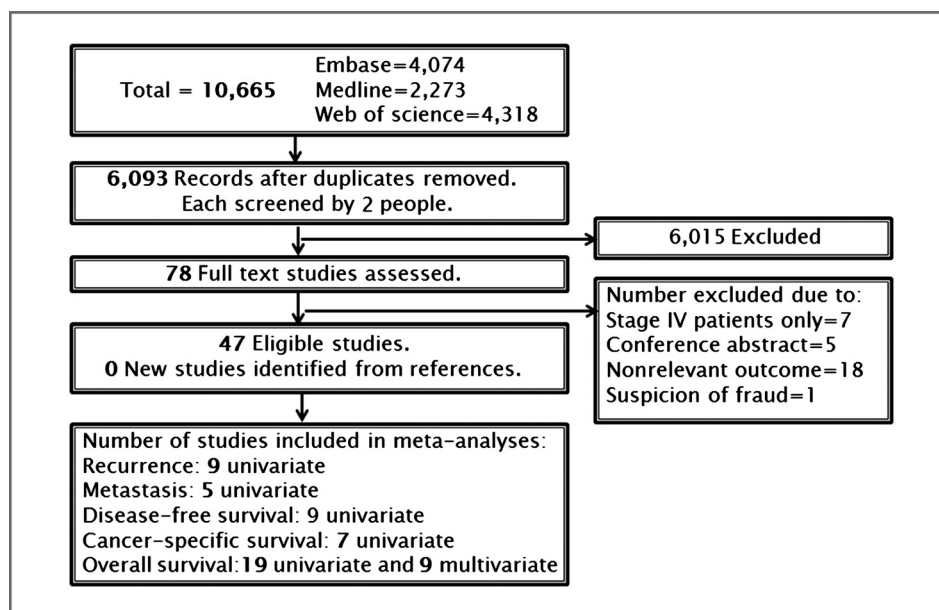 Total = 10,665
Embase=4,074
Medline=2,273
Web of science=4,318
6,093 Records after duplicates removed.
Each screened by 2 people.
6,015 Excluded
78 Full text studies assessed.
Number excluded due to:
Stage IV patients only=7
Conference abstract=5
Nonrelevant outcome=18
Suspicion of fraud=1
47 Eligible studies.
0 New studies identified from references.
Number of studies included in meta-analyses:
Recurrence: 9 univariate
Metastasis: 5 univariate
Disease-free survival: 9 univariate
Cancer-specific survival: 7 univariate
Overall survival:19 univariate and 9 multivariate